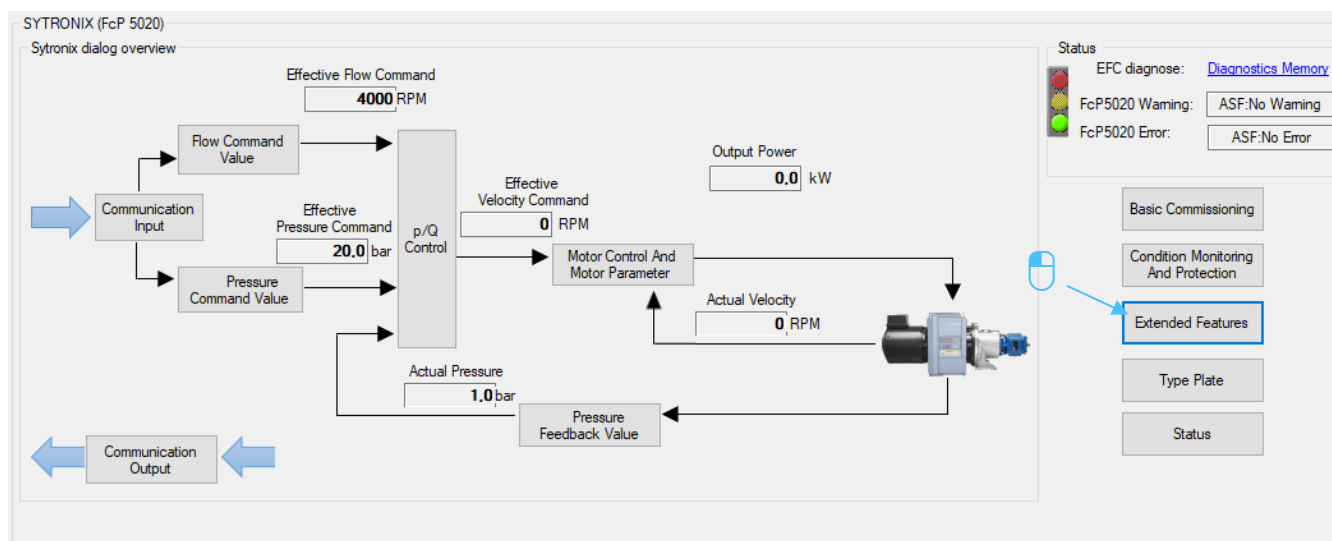 SYTRONIX (FcP 5020)
Sytronix dialog overview
Effective Flow Command
4000 RPM
Flow Command
Value
Communication
Input
Effective
Pressure Command
20,0 bar
Pressure
Command Value
p/Q
Control
Effective
Velocity Command
0 RPM
Output Power
0,0 kW
Motor Control And
Motor Parameter
Actual Velocity
0 RPM
Actual Pressure
1,0 bar
Pressure
Feedback Value
Communication
Output
Status
EFC diagnose: Diagnostics Memory
FcP5020 Warning: ASF:No Warning
FcP5020 Error: ASF:No Error
Basic Commissioning
Condition Monitoring
And Protection
Extended Features
Type Plate
Status